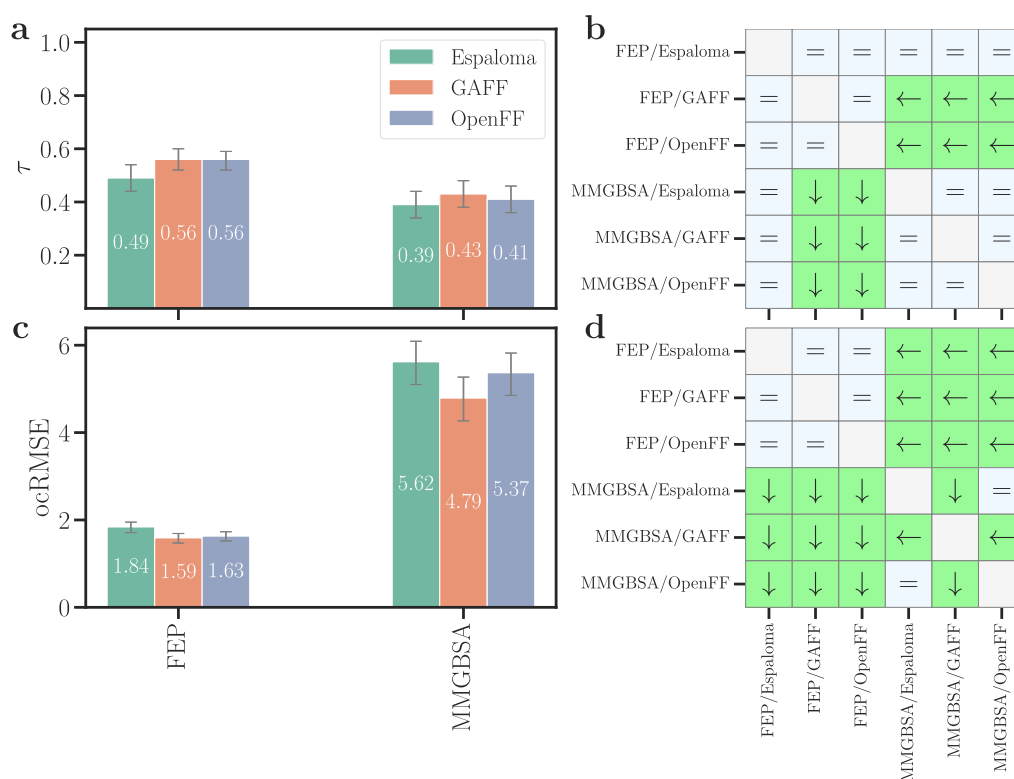 a
1.0
0.8
0.6
0.4
0.2
τ
Espaloma
GAFF
OpenFF
0.49
0.56
0.56
0.39
0.43
0.41
b
FEP/Espaloma
= = = = =
FEP/GAFF
= = ← ← ←
FEP/OpenFF
= = ← ← ←
MMGBSA/Espaloma
= ↓ ↓ = =
MMGBSA/GAFF
= ↓ ↓ = =
MMGBSA/OpenFF
= ↓ ↓ = =
c
6
4
2
0
ocRMSE
1.84
1.59
1.63
5.62
4.79
5.37
FEP
MMGBSA
d
FEP/Espaloma
= = ← ← ←
FEP/GAFF
= = ← ← ←
FEP/OpenFF
= = ← ← ←
MMGBSA/Espaloma
↓ ↓ ↓ ↓ =
MMGBSA/GAFF
↓ ↓ ↓ ← ←
MMGBSA/OpenFF
↓ ↓ ↓ = ↓
FEP/Espaloma
FEP/GAFF
FEP/OpenFF
MMGBSA/Espaloma
MMGBSA/GAFF
MMGBSA/OpenFF